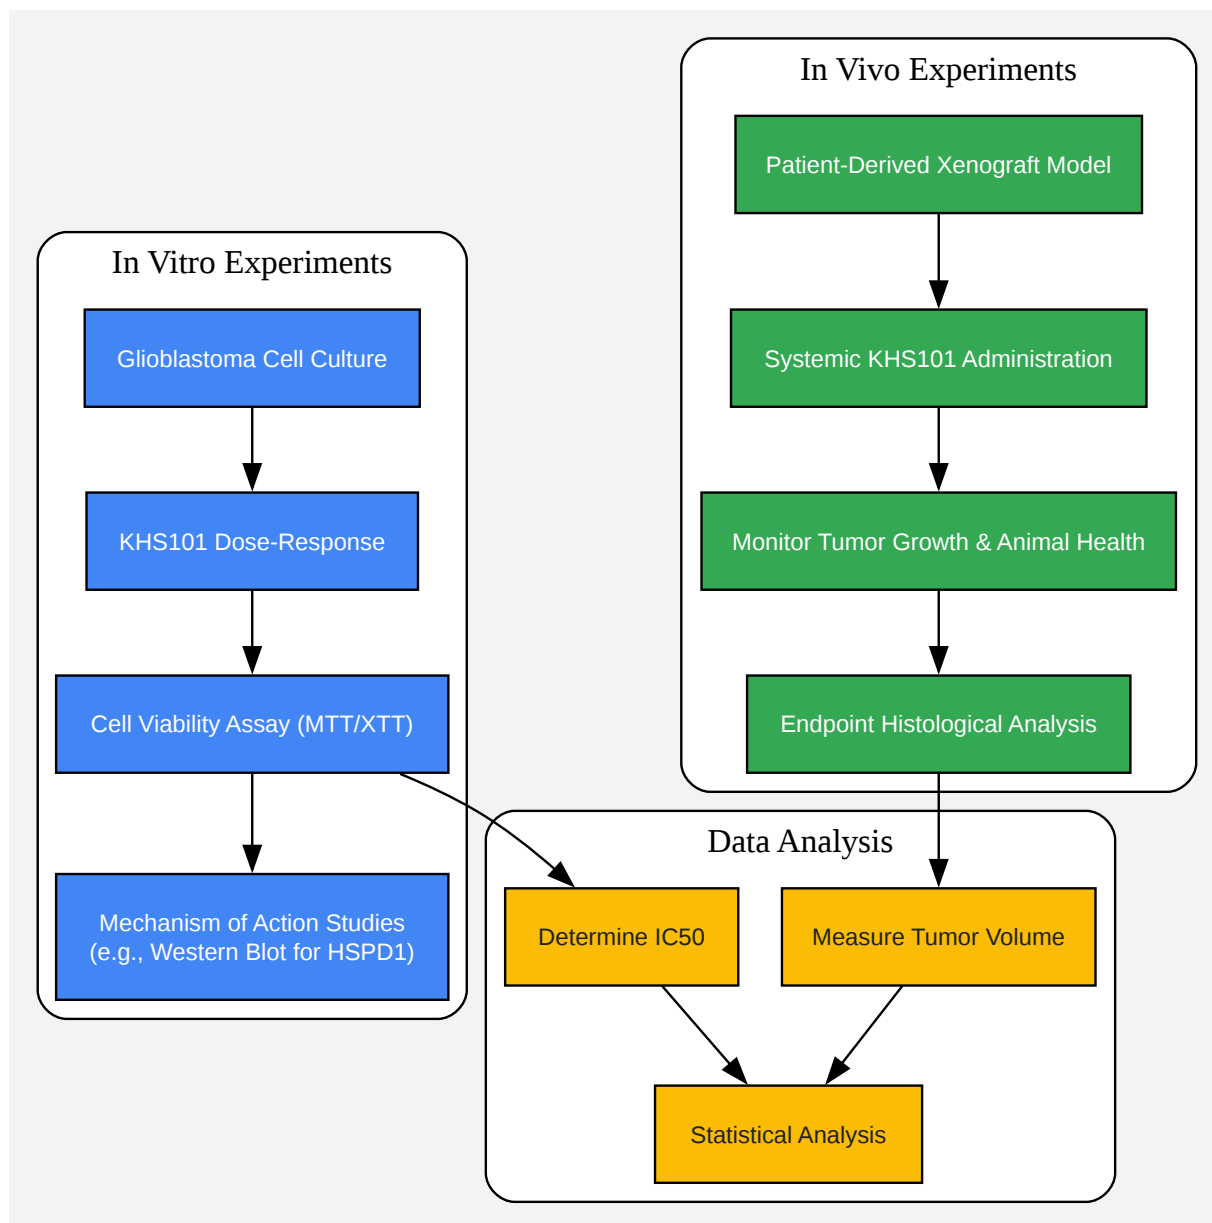 In Vitro Experiments
Glioblastoma Cell Culture
KHS101 Dose-Response
Cell Viability Assay (MTT/XTT)
Mechanism of Action Studies
(e.g., Western Blot for HSPD1)
In Vivo Experiments
Patient-Derived Xenograft Model
Systemic KHS101 Administration
Monitor Tumor Growth & Animal Health
Endpoint Histological Analysis
Data Analysis
Determine IC50
Measure Tumor Volume
Statistical Analysis